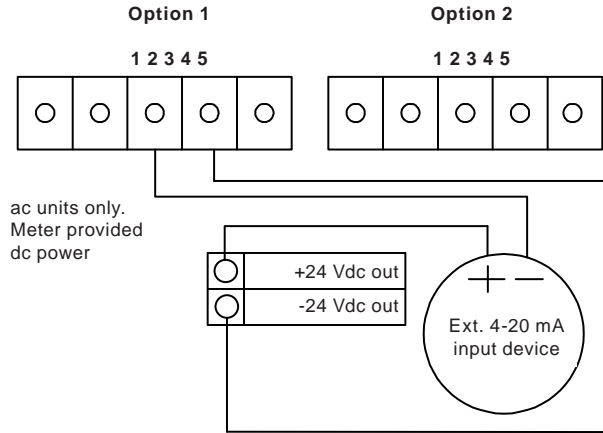 Option 1
Option 2
1 2 3 4 5
1 2 3 4 5
ac units only.
Meter provided
dc power
+24 Vdc out
-24 Vdc out
+ −
Ext. 4-20 mA
input device